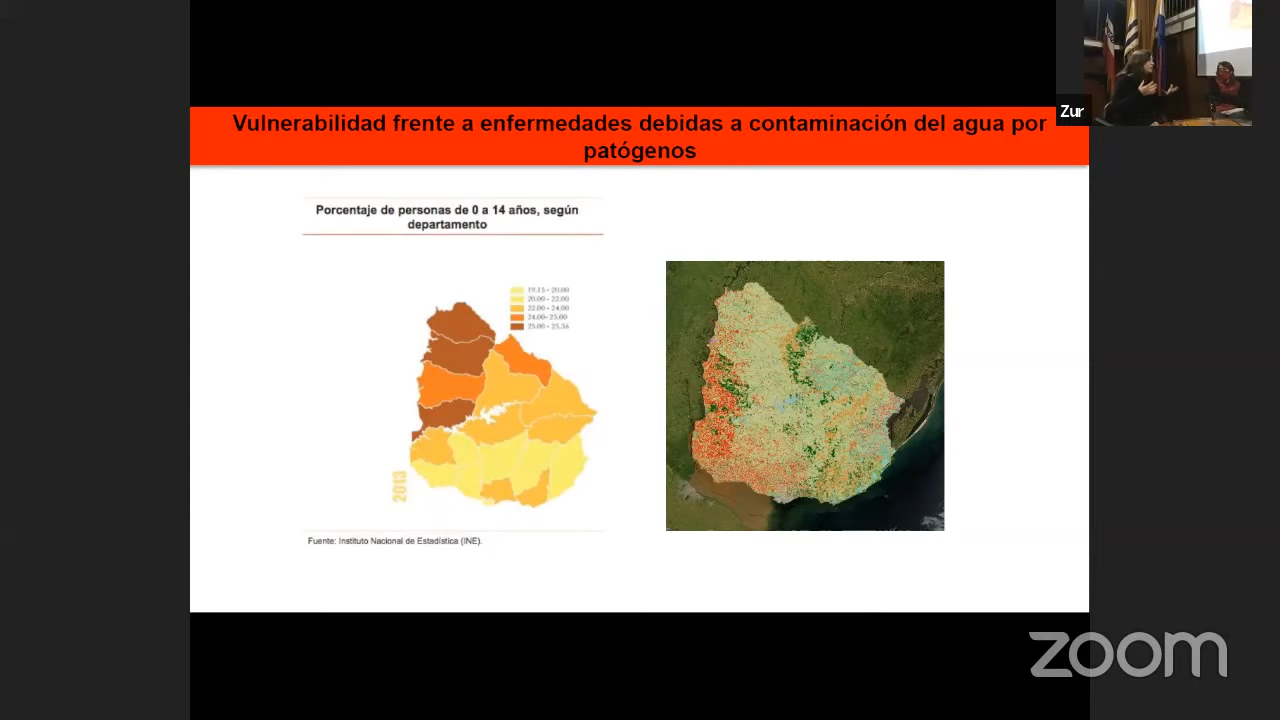 Vulnerabilidad frente a enfermedades debidas a contaminación del agua por
patógenos
Zur
Porcentaje de personas de 0 a 14 años, según
departamento
19.15 - 20.00
20.00 - 22.00
22.00 - 24.00
24.00 - 25.00
25.00 - 25.36
2013
Fuente: Instituto Nacional de Estadística (INE).
zoom